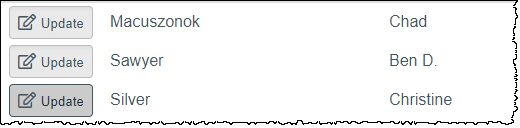 Update Macuszonok Chad
Update Sawyer Ben D.
Update Silver Christine